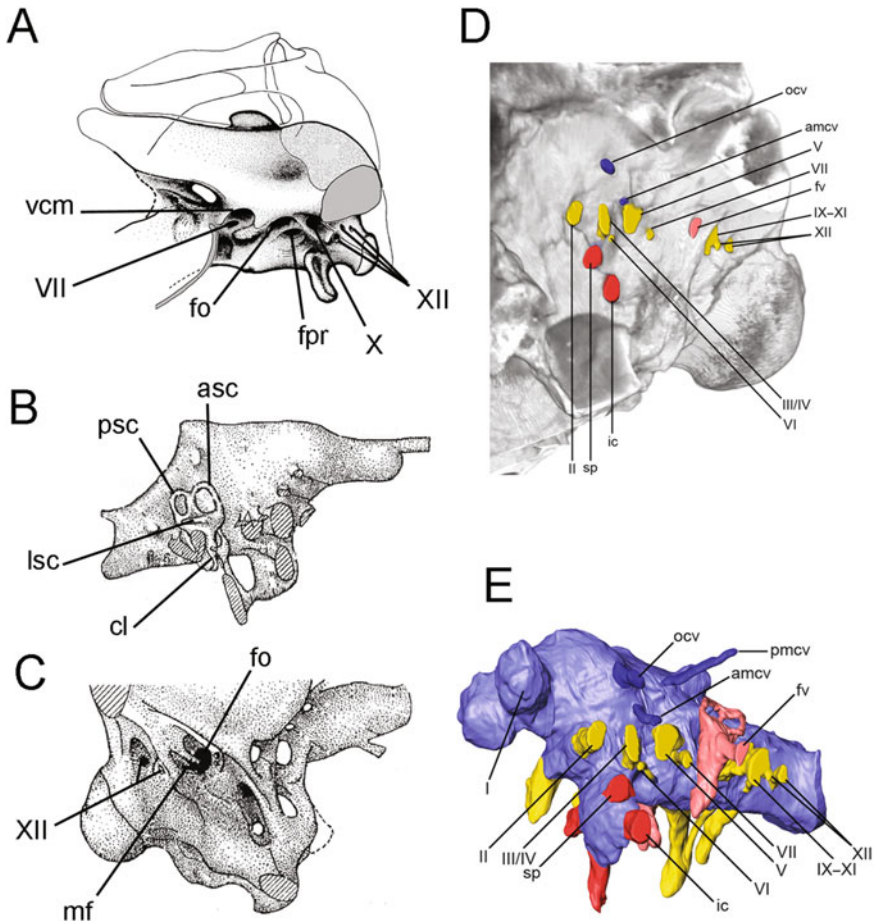 A
vcm
VII
fo
fpr
X
XII
B
psc
asc
lsc
cl
C
fo
XII
mf
D
ocv
amcv
V
VII
fv
IX–XI
XII
III/IV
VI
II
sp
ic
E
ocv
pmcv
amcv
fv
I
II
III/IV
sp
ic
VI
V
VII
IX–XI
XII